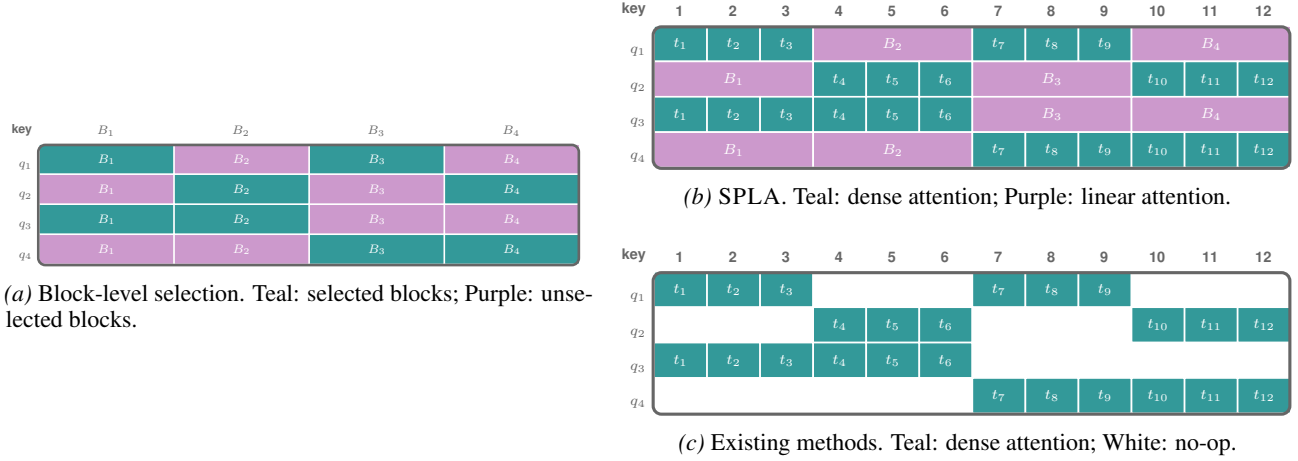 key B₁ B₂ B₃ B₄
q₁ B₁ B₂ B₃ B₄
q₂ B₁ B₂ B₃ B₄
q₃ B₁ B₂ B₃ B₄
q₄ B₁ B₂ B₃ B₄
(a) Block-level selection. Teal: selected blocks; Purple: unse-
lected blocks.
key 1 2 3 4 5 6 7 8 9 10 11 12
q₁ t₁ t₂ t₃ B₂ t₇ t₈ t₉ B₄
q₂ B₁ t₄ t₅ t₆ B₃ t₁₀ t₁₁ t₁₂
q₃ t₁ t₂ t₃ t₄ t₅ t₆ B₃ B₄
q₄ B₁ B₂ t₇ t₈ t₉ t₁₀ t₁₁ t₁₂
(b) SPLA. Teal: dense attention; Purple: linear attention.
key 1 2 3 4 5 6 7 8 9 10 11 12
q₁ t₁ t₂ t₃ t₇ t₈ t₉
q₂ t₄ t₅ t₆ t₁₀ t₁₁ t₁₂
q₃ t₁ t₂ t₃ t₄ t₅ t₆
q₄ t₇ t₈ t₉ t₁₀ t₁₁ t₁₂
(c) Existing methods. Teal: dense attention; White: no-op.